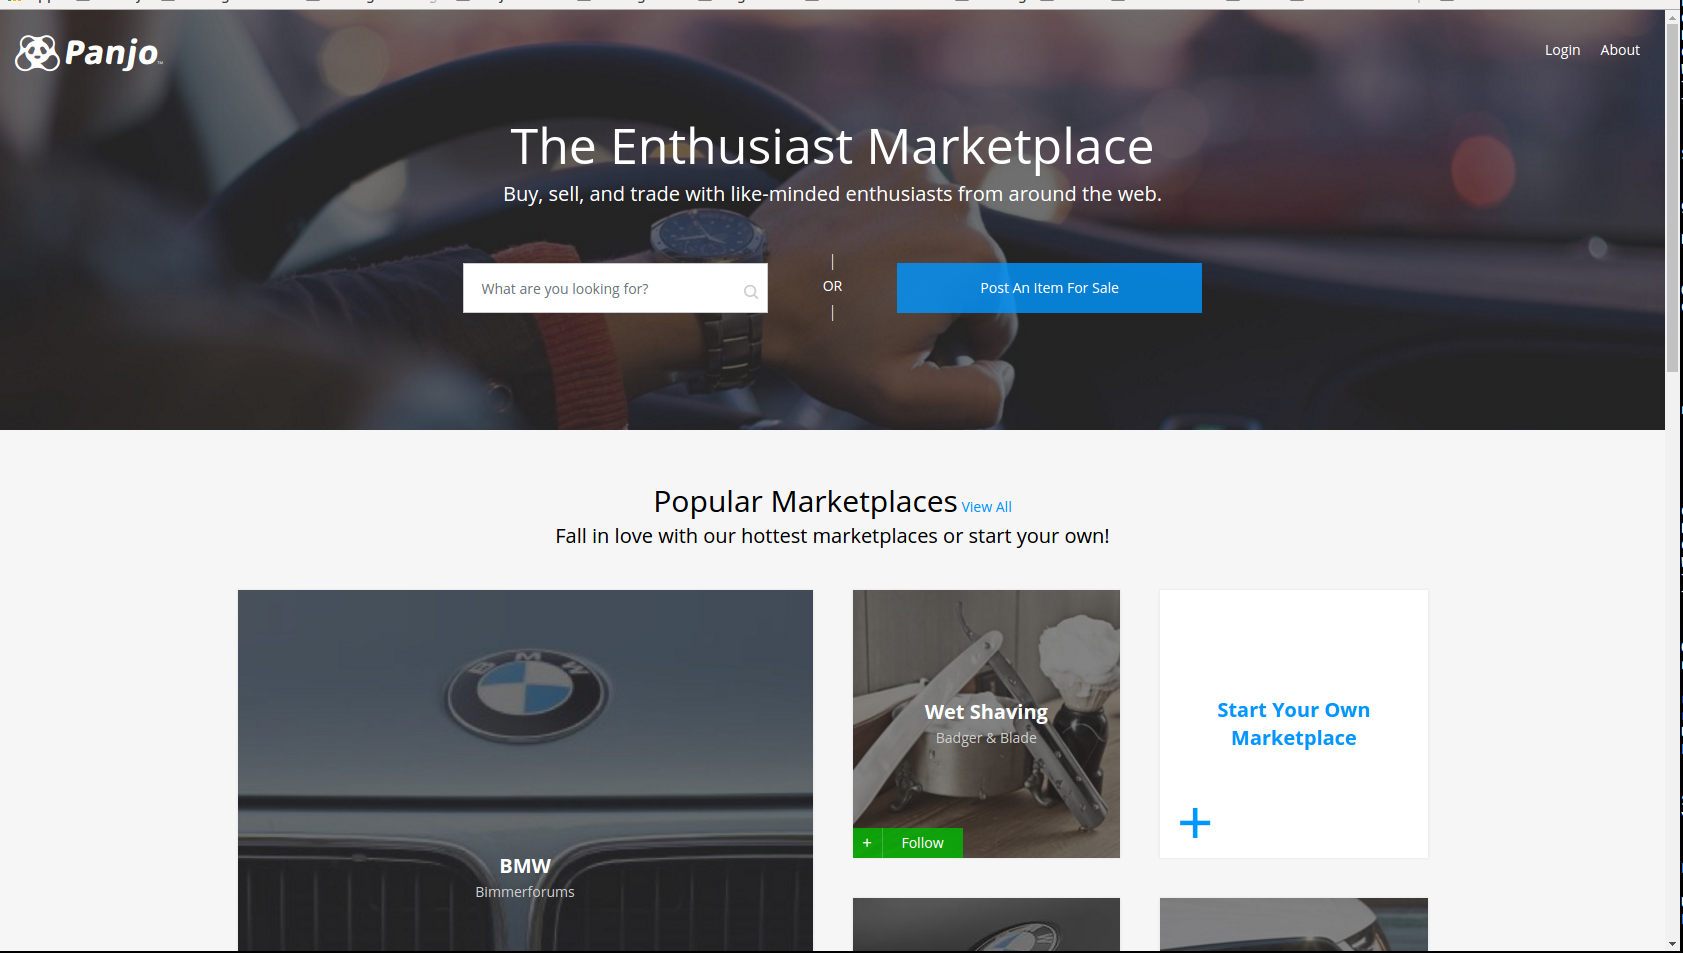 Panjo
Login
About
The Enthusiast Marketplace
Buy, sell, and trade with like-minded enthusiasts from around the web.
What are you looking for?
|
OR
|
Post An Item For Sale
Popular Marketplaces View All
Fall in love with our hottest marketplaces or start your own!
BMW
BMW
Bimmerforums
Wet Shaving
Badger & Blade
+ Follow
Start Your Own
Marketplace
+